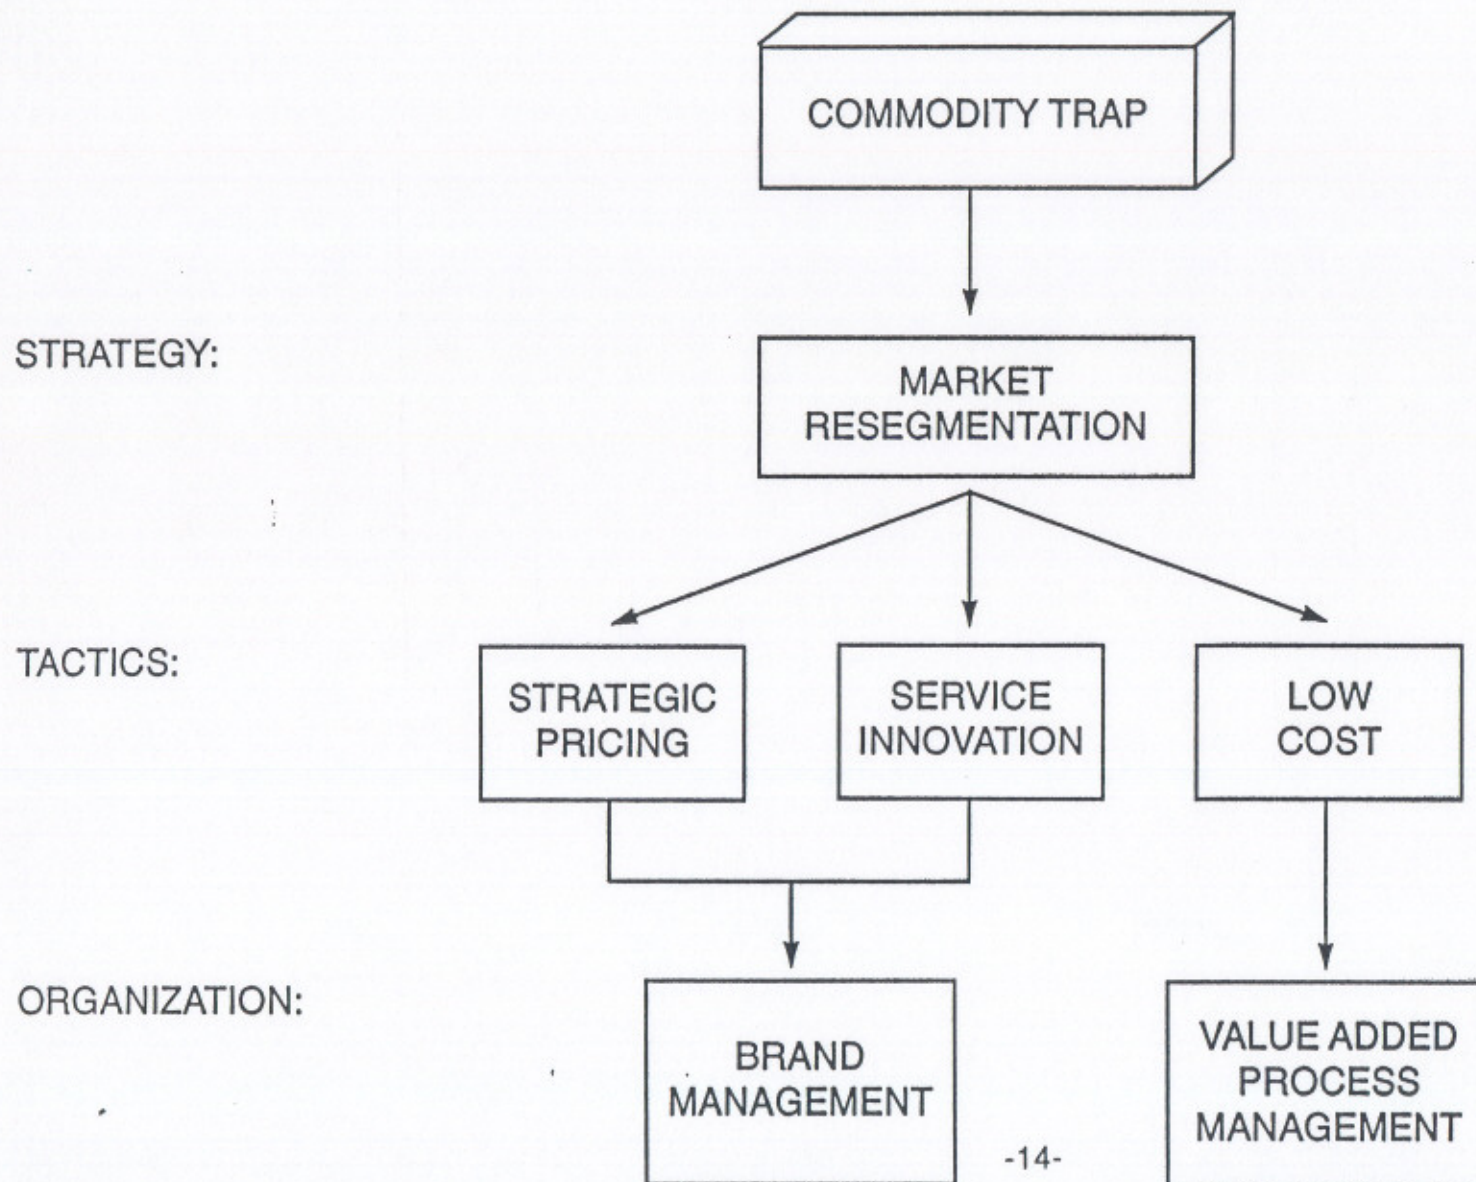 COMMODITY TRAP
STRATEGY:
MARKET
RESEGMENTATION
TACTICS:
STRATEGIC
PRICING
SERVICE
INNOVATION
LOW
COST
ORGANIZATION:
BRAND
MANAGEMENT
VALUE ADDED
PROCESS
MANAGEMENT
-14-